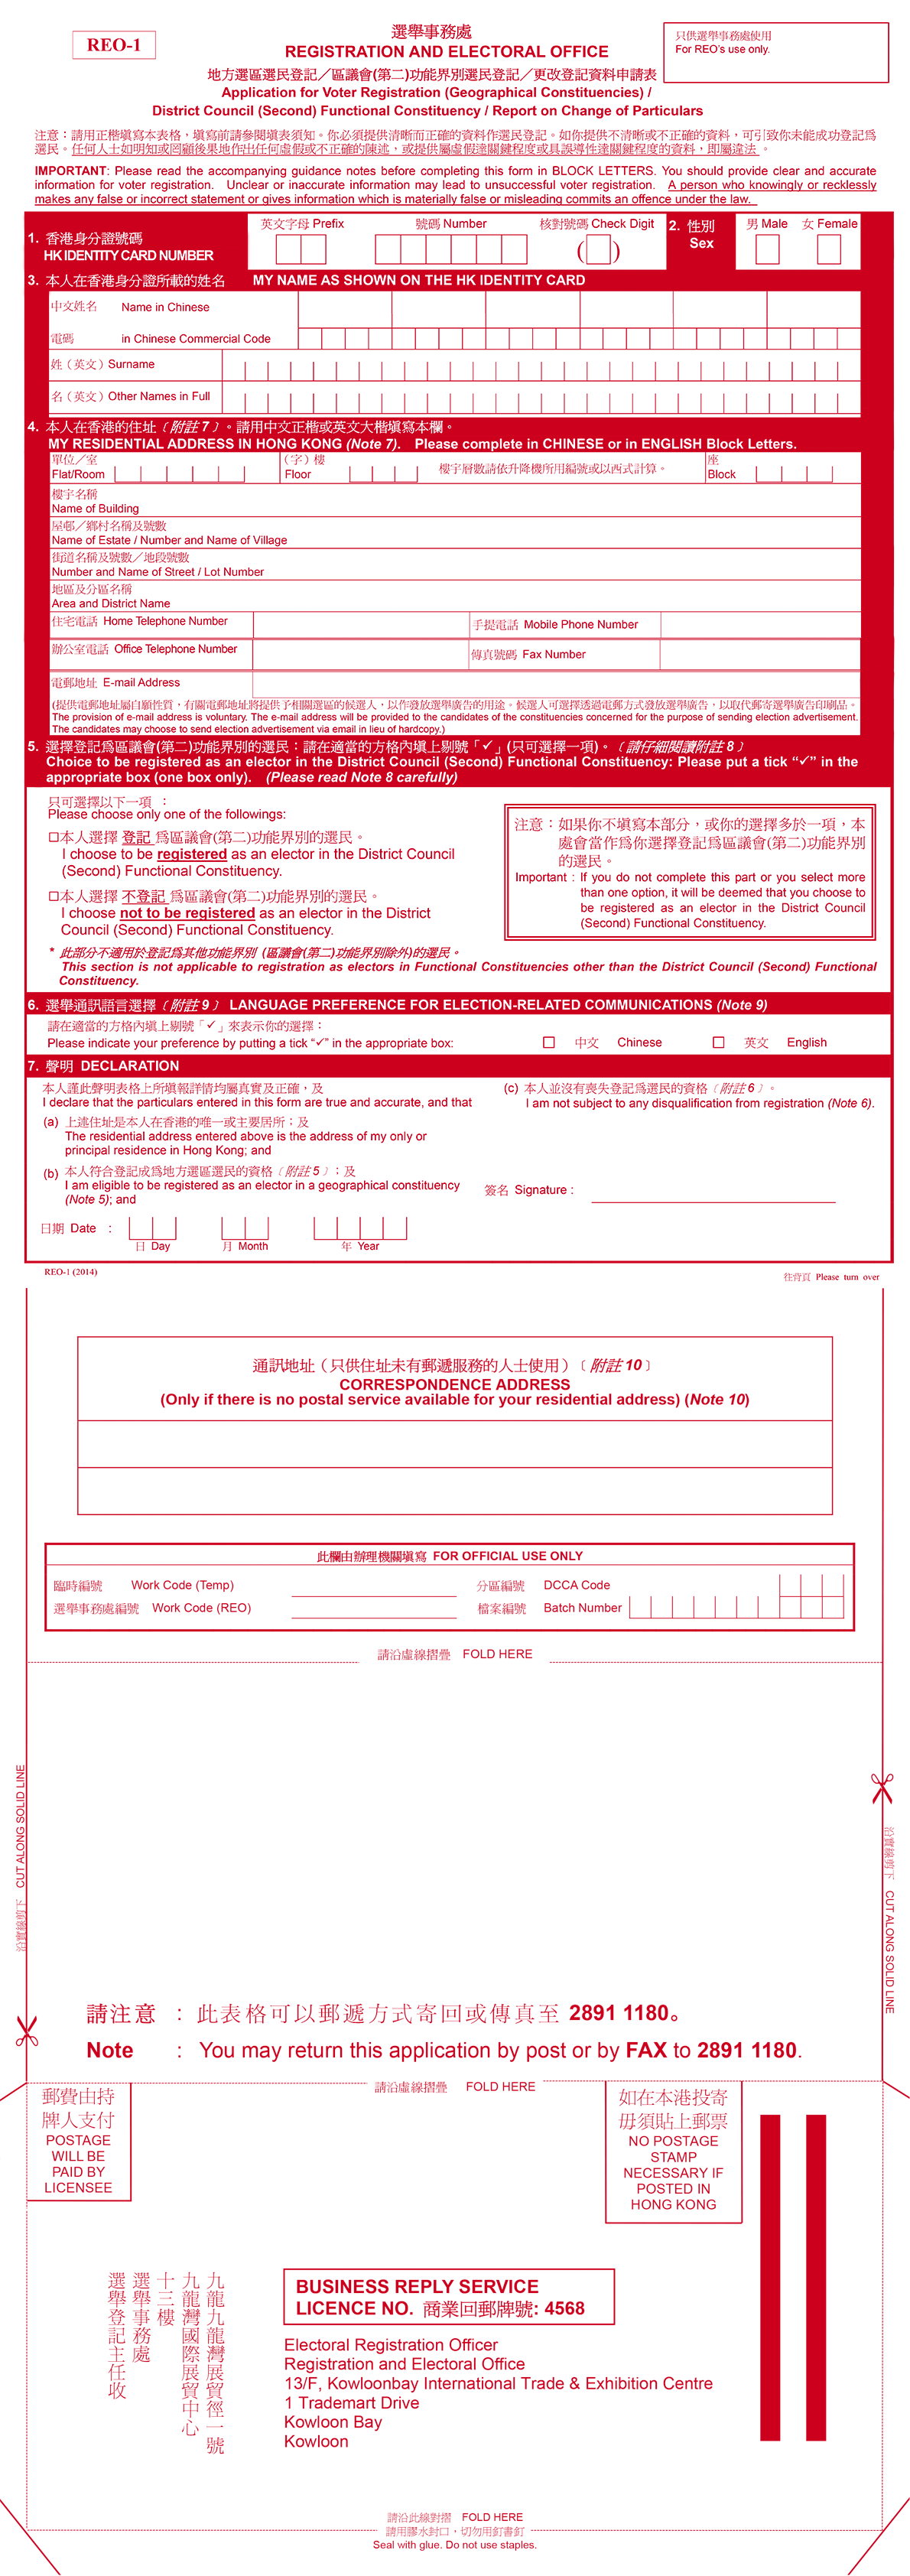 REO-1
選舉事務處
REGISTRATION AND ELECTORAL OFFICE
只供選舉事務處使用
For REO's use only.
地方選區選民登記／區議會(第二)功能界別選民登記／更改登記資料申請表
Application for Voter Registration (Geographical Constituencies) /
District Council (Second) Functional Constituency / Report on Change of Particulars
注意：請用正楷填寫本表格，填寫前請參閱填表須知。你必須提供清晰而正確的資料作選民登記。如你提供不清晰或不正確的資料，可引致你未能成功登記為
選民。任何人士如明知或罔顧後果地作出任何虛假或不正確的陳述，或提供屬虛假達關鍵程度或具誤導性達關鍵程度的資料，即屬違法 。
IMPORTANT: Please read the accompanying guidance notes before completing this form in BLOCK LETTERS. You should provide clear and accurate
information for voter registration. Unclear or inaccurate information may lead to unsuccessful voter registration. A person who knowingly or recklessly
makes any false or incorrect statement or gives information which is materially false or misleading commits an offence under the law.
1. 香港身分證號碼
HK IDENTITY CARD NUMBER
英文字母 Prefix
號碼 Number
核對號碼 Check Digit
( )
2. 性別
Sex
男 Male 女 Female
3. 本人在香港身分證所載的姓名 MY NAME AS SHOWN ON THE HK IDENTITY CARD
中文姓名 Name in Chinese
電碼 in Chinese Commercial Code
姓（英文）Surname
名（英文）Other Names in Full
4. 本人在香港的住址﹝附註 7﹞。請用中文正楷或英文大楷填寫本欄。
MY RESIDENTIAL ADDRESS IN HONG KONG (Note 7). Please complete in CHINESE or in ENGLISH Block Letters.
單位／室
Flat/Room
（字）樓
Floor
樓宇層數請依升降機所用編號或以西式計算。
座
Block
樓宇名稱
Name of Building
屋邨／鄉村名稱及號數
Name of Estate / Number and Name of Village
街道名稱及號數／地段號數
Number and Name of Street / Lot Number
地區及分區名稱
Area and District Name
住宅電話 Home Telephone Number
手提電話 Mobile Phone Number
辦公室電話 Office Telephone Number
傳真號碼 Fax Number
電郵地址 E-mail Address
(提供電郵地址屬自願性質，有關電郵地址將提供予相關選區的候選人，以作發放選舉廣告的用途。候選人可選擇透過電郵方式發放選舉廣告，以取代郵寄選舉廣告印刷品。
The provision of e-mail address is voluntary. The e-mail address will be provided to the candidates of the constituencies concerned for the purpose of sending election advertisement.
The candidates may choose to send election advertisement via email in lieu of hardcopy.)
5. 選擇登記為區議會(第二)功能界別的選民：請在適當的方格內填上剔號「✓」(只可選擇一項)。﹝請仔細閱讀附註 8﹞
Choice to be registered as an elector in the District Council (Second) Functional Constituency: Please put a tick “✓” in the
appropriate box (one box only). (Please read Note 8 carefully)
只可選擇以下一項 ：
Please choose only one of the followings:
□本人選擇 登記 為區議會(第二)功能界別的選民。
I choose to be registered as an elector in the District Council
(Second) Functional Constituency.
□本人選擇 不登記 為區議會(第二)功能界別的選民。
I choose not to be registered as an elector in the District
Council (Second) Functional Constituency.
注意：如果你不填寫本部分，或你的選擇多於一項，本
處會當作為你選擇登記為區議會(第二)功能界別
的選民。
Important : If you do not complete this part or you select more
than one option, it will be deemed that you choose to
be registered as an elector in the District Council
(Second) Functional Constituency.
* 此部分不適用於登記為其他功能界別 (區議會(第二)功能界別除外)的選民。
This section is not applicable to registration as electors in Functional Constituencies other than the District Council (Second) Functional
Constituency.
6. 選舉通訊語言選擇﹝附註 9﹞ LANGUAGE PREFERENCE FOR ELECTION-RELATED COMMUNICATIONS (Note 9)
請在適當的方格內填上剔號「✓」來表示你的選擇：
Please indicate your preference by putting a tick “✓” in the appropriate box: □ 中文 Chinese □ 英文 English
7. 聲明 DECLARATION
本人謹此聲明表格上所填報詳情均屬真實及正確，及
I declare that the particulars entered in this form are true and accurate, and that
(a) 上述住址是本人在香港的唯一或主要居所；及
The residential address entered above is the address of my only or
principal residence in Hong Kong; and
(b) 本人符合登記成為地方選區選民的資格﹝附註 5﹞；及
I am eligible to be registered as an elector in a geographical constituency
(Note 5); and
(c) 本人並沒有喪失登記為選民的資格﹝附註 6﹞。
I am not subject to any disqualification from registration (Note 6).
簽名 Signature :
日期 Date :
日 Day 月 Month 年 Year
REO-1 (2014)
往背頁 Please turn over
通訊地址（只供住址未有郵遞服務的人士使用）﹝附註 10﹞
CORRESPONDENCE ADDRESS
(Only if there is no postal service available for your residential address) (Note 10)
此欄由辦理機關填寫 FOR OFFICIAL USE ONLY
臨時編號 Work Code (Temp)
分區編號 DCCA Code
選舉事務處編號 Work Code (REO)
檔案編號 Batch Number
請沿虛線摺疊 FOLD HERE
沿實線剪下 CUT ALONG SOLID LINE
沿實線剪下 CUT ALONG SOLID LINE
請注意 ：此表格可以郵遞方式寄回或傳真至 2891 1180。
Note : You may return this application by post or by FAX to 2891 1180.
請沿虛線摺疊 FOLD HERE
郵費由持
牌人支付
POSTAGE
WILL BE
PAID BY
LICENSEE
如在本港投寄
毋須貼上郵票
NO POSTAGE
STAMP
NECESSARY IF
POSTED IN
HONG KONG
九龍九龍灣展貿徑一號
九龍灣國際展貿中心
十三樓
選舉事務處
選舉登記主任收
BUSINESS REPLY SERVICE
LICENCE NO. 商業回郵牌號: 4568
Electoral Registration Officer
Registration and Electoral Office
13/F, Kowloonbay International Trade & Exhibition Centre
1 Trademart Drive
Kowloon Bay
Kowloon
請沿此線對摺 FOLD HERE
請用膠水封口，切勿用釘書釘
Seal with glue. Do not use staples.